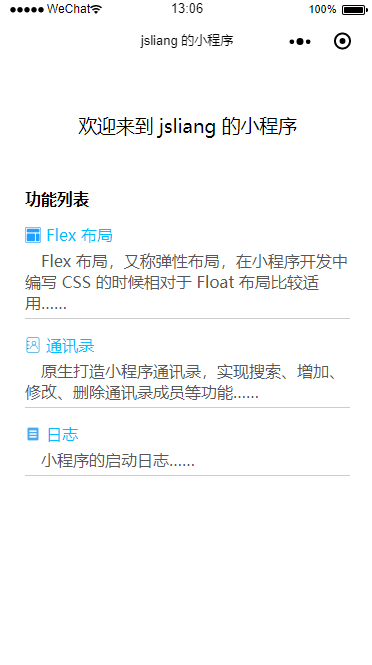 WeChat 13:06 100%
jsliang 的小程序
欢迎来到 jsliang 的小程序
功能列表
Flex 布局
Flex 布局，又称弹性布局，在小程序开发中
编写 CSS 的时候相对于 Float 布局比较适
用......
通讯录
原生打造小程序通讯录，实现搜索、增加、
修改、删除通讯录成员等功能......
日志
小程序的启动日志......